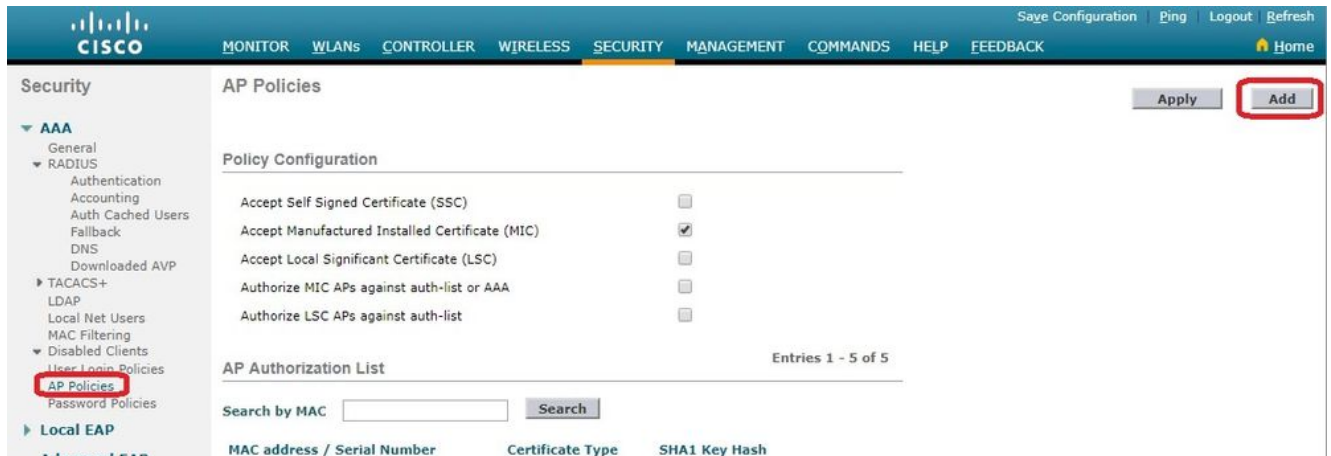 Save Configuration Ping Logout Refresh
CISCO MONITOR WLANs CONTROLLER WIRELESS SECURITY MANAGEMENT COMMANDS HELP FEEDBACK Home
Security
AAA
General
RADIUS
Authentication
Accounting
Auth Cached Users
Fallback
DNS
Downloaded AVP
TACACS+
LDAP
Local Net Users
MAC Filtering
Disabled Clients
User Login Policies
AP Policies
Password Policies
Local EAP
AP Policies
Apply Add
Policy Configuration
Accept Self Signed Certificate (SSC)
Accept Manufactured Installed Certificate (MIC)
Accept Local Significant Certificate (LSC)
Authorize MIC APs against auth-list or AAA
Authorize LSC APs against auth-list
AP Authorization List Entries 1 - 5 of 5
Search by MAC Search
MAC address / Serial Number Certificate Type SHA1 Key Hash